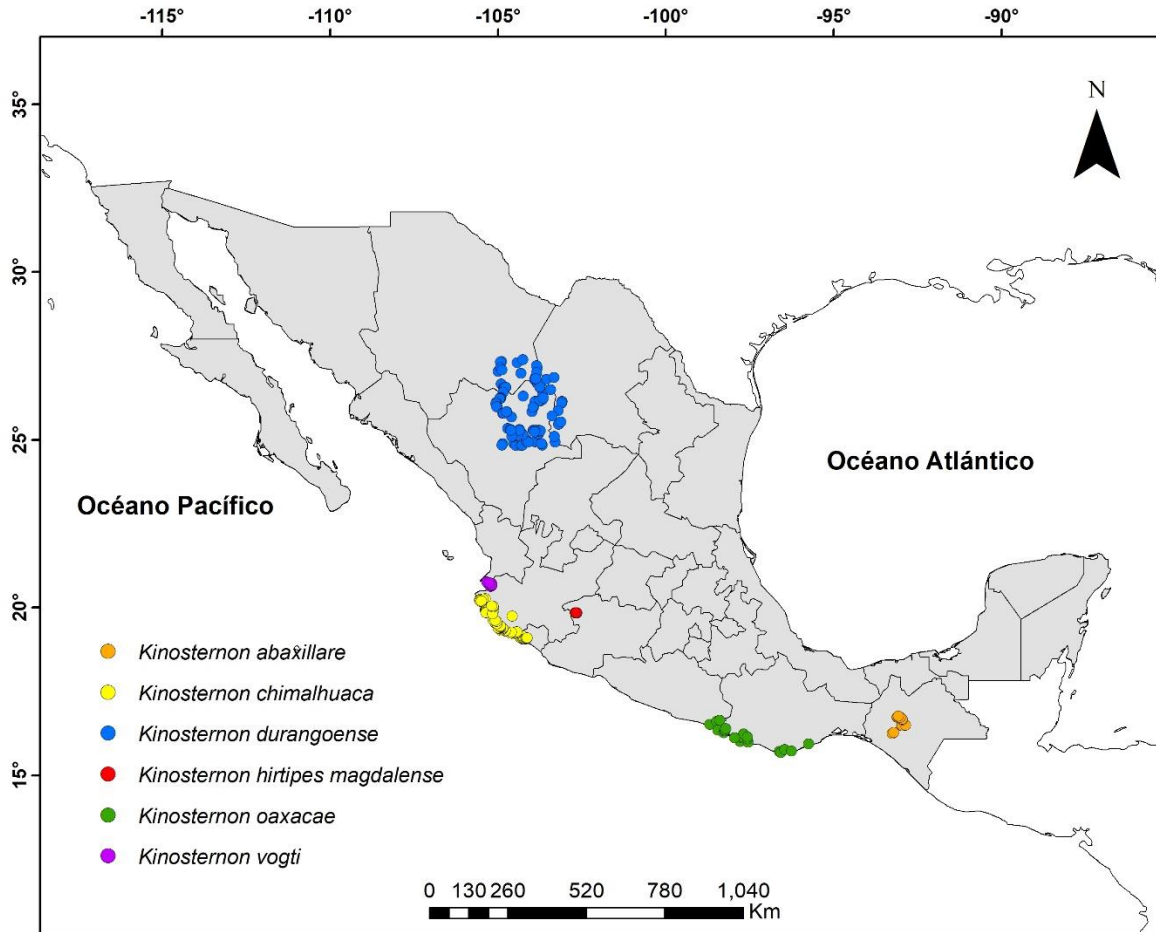 -115° -110° -105° -100° -95° -90°
35°
30°
25°
20°
15°
N
Océano Atlántico
Océano Pacífico
Kinosternon abaxillare
Kinosternon chimalhuaca
Kinosternon durangoense
Kinosternon hirtipes magdalense
Kinosternon oaxacae
Kinosternon vogti
0 130 260 520 780 1,040
Km